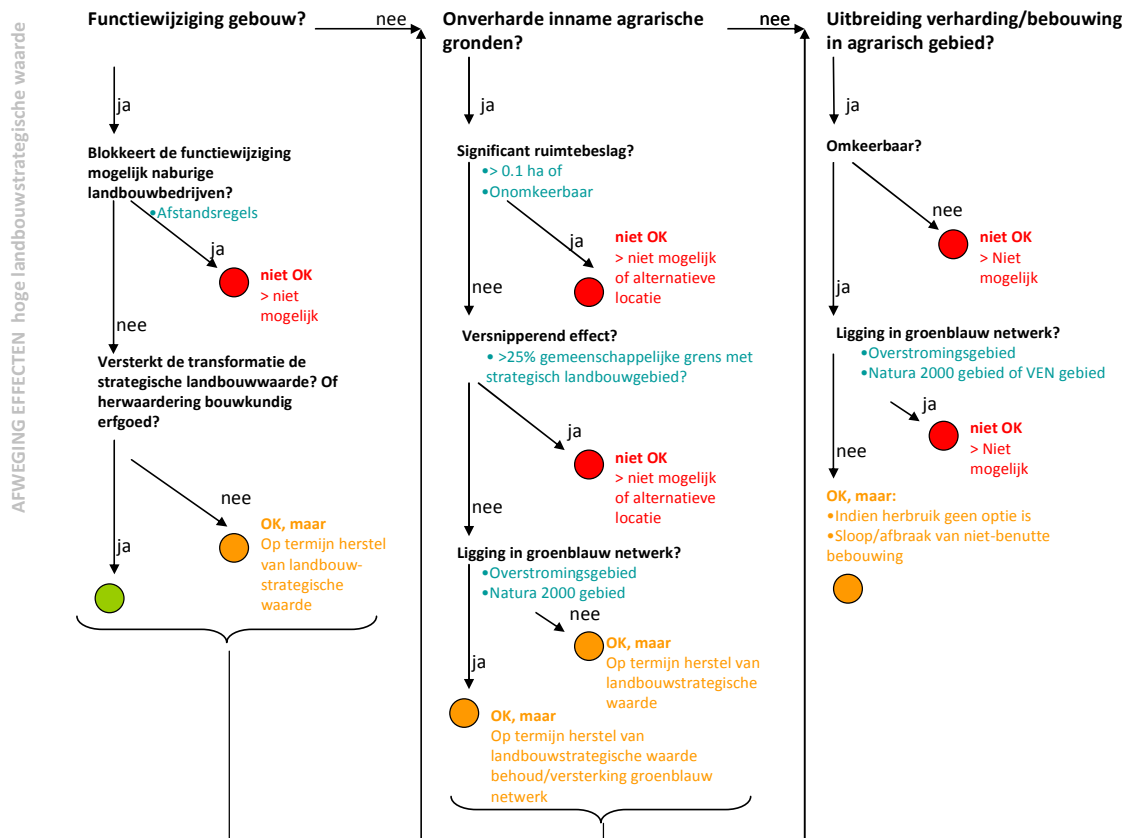 AFWEGING EFFECTEN hoge landbouwstrategische waarde
Functiewijziging gebouw?
nee
ja
Blokkeert de functiewijziging
mogelijk naburige
landbouwbedrijven?
•Afstandsregels
ja
niet OK
> niet
mogelijk
nee
Versterkt de transformatie de
strategische landbouwwaarde? Of
herwaardering bouwkundig
erfgoed?
nee
OK, maar
Op termijn herstel
van landbouw-
strategische
waarde
ja
Onverharde inname agrarische
gronden?
nee
ja
Significant ruimtebeslag?
•> 0.1 ha of
•Onomkeerbaar
ja
niet OK
> niet mogelijk
of alternatieve
locatie
nee
Versnipperend effect?
• >25% gemeenschappelijke grens met
strategisch landbouwgebied?
ja
niet OK
> niet mogelijk
of alternatieve
locatie
nee
Ligging in groenblauw netwerk?
•Overstromingsgebied
•Natura 2000 gebied
nee
OK, maar
Op termijn herstel van
landbouwstrategische
waarde
ja
OK, maar
Op termijn herstel van
landbouwstrategische waarde
behoud/versterking groenblauw
netwerk
Uitbreiding verharding/bebouwing
in agrarisch gebied?
ja
Omkeerbaar?
nee
niet OK
> Niet
mogelijk
ja
Ligging in groenblauw netwerk?
•Overstromingsgebied
•Natura 2000 gebied of VEN gebied
ja
niet OK
> Niet
mogelijk
nee
OK, maar:
•Indien herbruik geen optie is
•Sloop/afbraak van niet-benutte
bebouwing